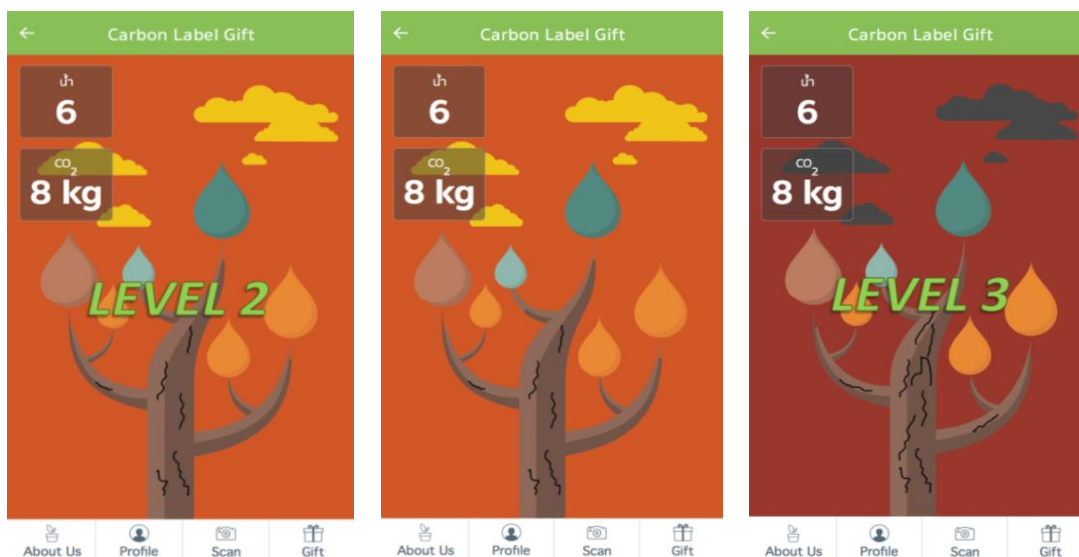 Carbon Label Gift
น้ำ
6
CO2
8 kg
LEVEL 2
About Us Profile Scan Gift
Carbon Label Gift
น้ำ
6
CO2
8 kg
About Us Profile Scan Gift
Carbon Label Gift
น้ำ
6
CO2
8 kg
LEVEL 3
About Us Profile Scan Gift